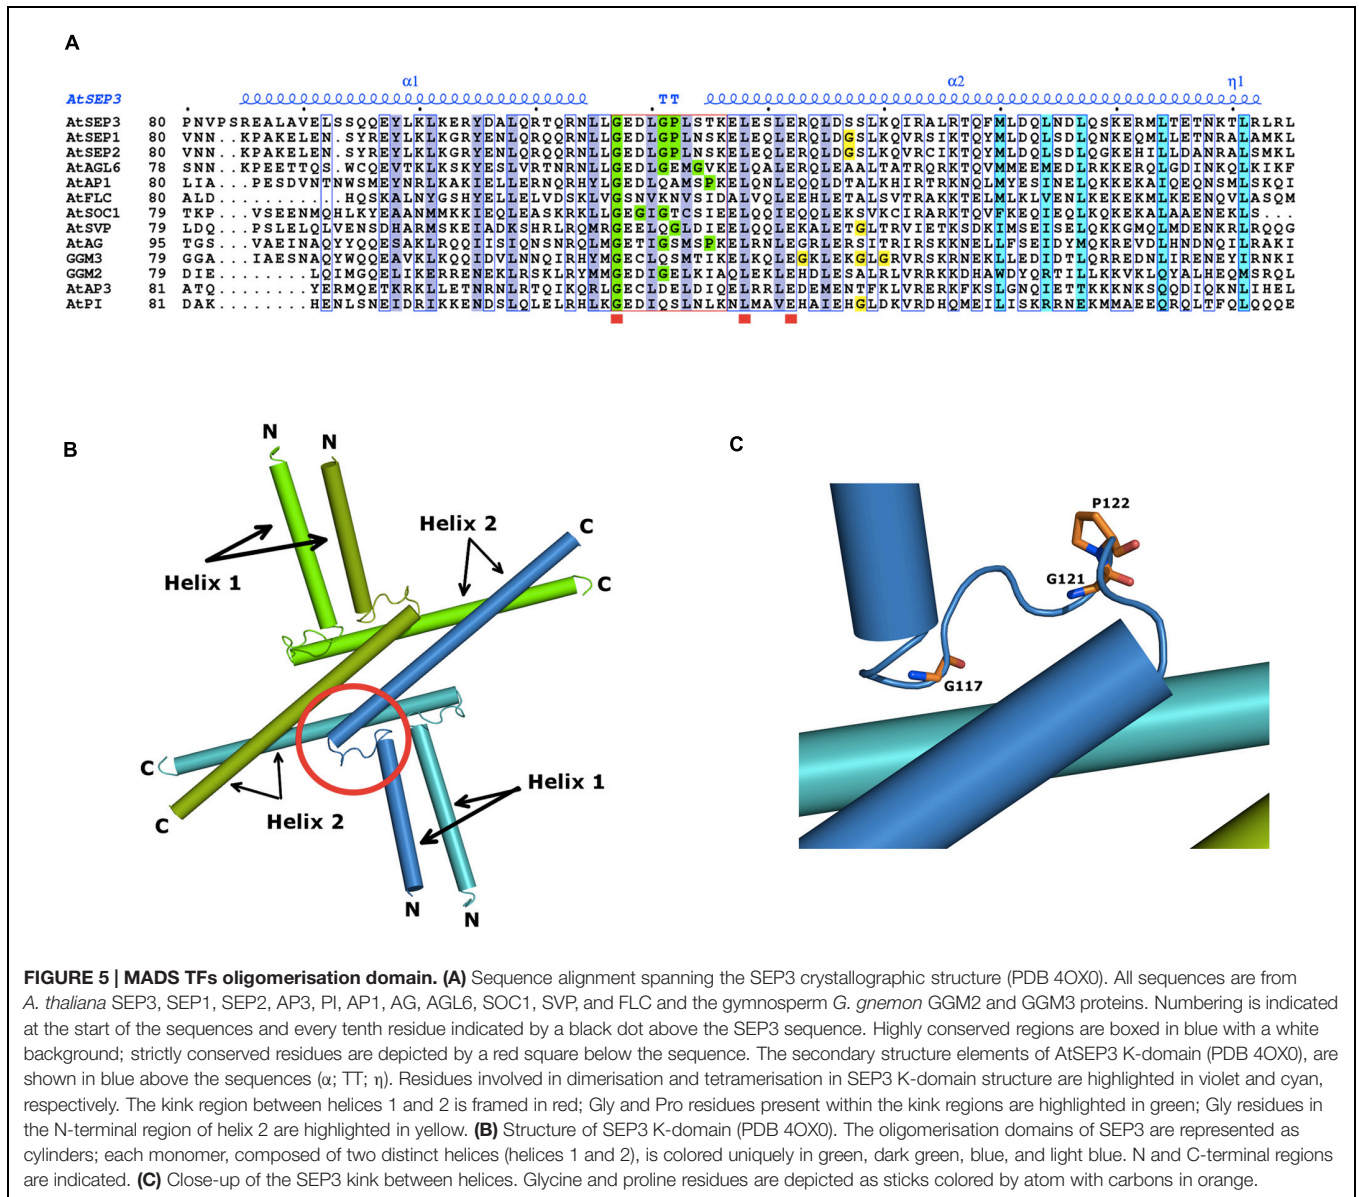 A
α1
α2
η1
AtSEP3
TT
AtSEP3 80 PNVPSREALAVELSSQQEYLKLKERYDALQRTQRNLLGEDLGPLSTKELESLERQLDSSLKQIRALRTQFMLDQLNDLQSKERMLTETNKTLRLRL
AtSEP1 80 VNN..KPAKELEN.SYREYLKLKGRYENLQRQQRNLLGEDLGPLNSKELEQLERQLDGSLKQVRSIKTQYMLDQLSDLQNKEQMLLETNRALAMKL
AtSEP2 80 VNN..KPAKELEN.SYREYLKLKGRYENLQRQQRNLLGEDLGPLNSKELEQLERQLDGSLKQVRCIKTQYMLDQLSDLQGKEHILLDANRALSMKL
AtAGL6 78 SNN..KPEETTQS.WCQEVTKLKSKYESLVRTNRNLLGEDLGEMGVKELQALERQLEAALTATRQRKTQVMMEEMEDLRKKERQLGDINKQLKIKF
AtAP1 80 LIA...PESDVNTNWSMEYNRLKAKIELLERNQRHYLGEDLQAMSPKELQNLEQQLDTALKHIRTRKNQLMYESINELQKKEKAIQEQNSMLSKQI
AtFLC 80 ALD...........HQSKALNYGSHYELLELVDSKLVGSNVKNVSIDALVQLEEHLETALSVTRAKKTELMLKLVENLKEKEKMLKEENQVLASQM
AtSOC1 79 TKP...VSEENMQHLKYEAANMMKKIEQLEASKRKLLGEGIGTCSIEELQQIEQQLEKSVKCIRARKTQVFKEQIEQLKQKEKALAAENEKLS...
AtSVP 79 LDQ...PSLELQLVENSDHARMSKEIADKSHRLRQMRGEELQGLDIEELQQLEKALETGLTRVIETKSDKIMSEISELQKKGMQLMDENKRLRQQG
AtAG 95 TGS...VAEINAQYYQQESAKLRQQIISIQNSNRQLMGETIGSMSPKELRNLEGRLERSITRIRSKKNELLFSEIDYMQKREVDLHNDNQILRAKI
GGM3 79 GGA...IAESNAQYWQQEAVKLKQQIDVLNNQIRHYMGECLQSMTIKELKQLEGKLEKGLGRVRSKRNEKLLEDIDTLQRREDNLIRENEYIRNKI
GGM2 79 DIE........LQIMGQELIKERRENEKLRSKLRYMMGEDIGELKIAQLEKLEHDLESALRLVRRKKDHAWDYQRTILLKKVKLQYALHEQMSRQL
AtAP3 81 ATQ........YERMQETKRKLLETNRNLRTQIKQRLGECLDELDIQELRRLEDEMENTFKLVRERKFKSLGNQIETTKKKNKSQQDIQKNLIHEL
AtPI 81 DAK........HENLSNEIDRIKKENDSLQLELRHLKGEDIQSLNLKNLMAVEHAIEHGLDKVRDHQMEILISKRRNEKMMAEEQRQLTFQLQQQE
B
N
N
Helix 1
Helix 2
C
C
C
C
Helix 2
Helix 1
N
N
C
P122
G121
G117
FIGURE 5 | MADS TFs oligomerisation domain. (A) Sequence alignment spanning the SEP3 crystallographic structure (PDB 4OX0). All sequences are from
A. thaliana SEP3, SEP1, SEP2, AP3, PI, AP1, AG, AGL6, SOC1, SVP, and FLC and the gymnosperm G. gnemon GGM2 and GGM3 proteins. Numbering is indicated
at the start of the sequences and every tenth residue indicated by a black dot above the SEP3 sequence. Highly conserved regions are boxed in blue with a white
background; strictly conserved residues are depicted by a red square below the sequence. The secondary structure elements of AtSEP3 K-domain (PDB 4OX0), are
shown in blue above the sequences (α; TT; η). Residues involved in dimerisation and tetramerisation in SEP3 K-domain structure are highlighted in violet and cyan,
respectively. The kink region between helices 1 and 2 is framed in red; Gly and Pro residues present within the kink regions are highlighted in green; Gly residues in
the N-terminal region of helix 2 are highlighted in yellow. (B) Structure of SEP3 K-domain (PDB 4OX0). The oligomerisation domains of SEP3 are represented as
cylinders; each monomer, composed of two distinct helices (helices 1 and 2), is colored uniquely in green, dark green, blue, and light blue. N and C-terminal regions
are indicated. (C) Close-up of the SEP3 kink between helices. Glycine and proline residues are depicted as sticks colored by atom with carbons in orange.